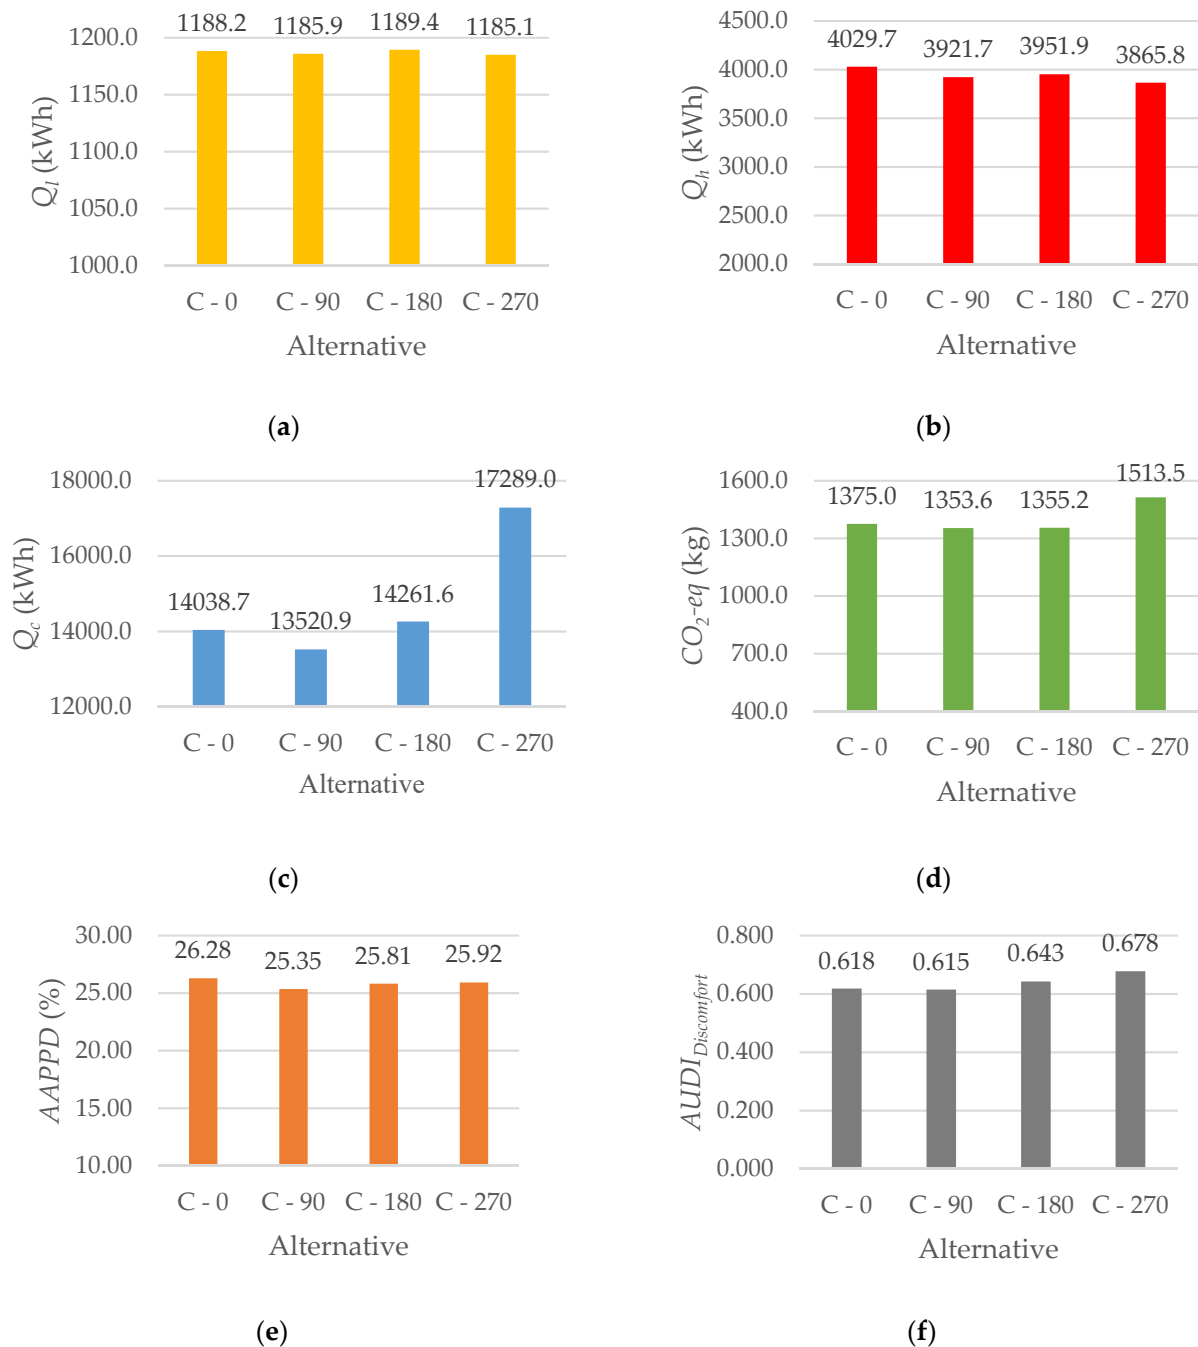 1188.2 1185.9 1189.4 1185.1
1200.0
1150.0
1100.0
1050.0
1000.0
Q_l (kWh)
C - 0 C - 90 C - 180 C - 270
Alternative
(a)
4500.0
4029.7 3921.7 3951.9 3865.8
4000.0
3500.0
3000.0
2500.0
2000.0
Q_h (kWh)
C - 0 C - 90 C - 180 C - 270
Alternative
(b)
18000.0
17289.0
16000.0
14038.7 13520.9 14261.6
14000.0
12000.0
Q_c (kWh)
C - 0 C - 90 C - 180 C - 270
Alternative
(c)
1600.0
1375.0 1353.6 1355.2 1513.5
1300.0
1000.0
700.0
400.0
CO_2-eq (kg)
C - 0 C - 90 C - 180 C - 270
Alternative
(d)
30.00
26.28 25.35 25.81 25.92
25.00
20.00
15.00
10.00
AAPPD (%)
C - 0 C - 90 C - 180 C - 270
Alternative
(e)
0.800
0.618 0.615 0.643 0.678
0.600
0.400
0.200
0.000
AUDI_Discomfort
C - 0 C - 90 C - 180 C - 270
Alternative
(f)